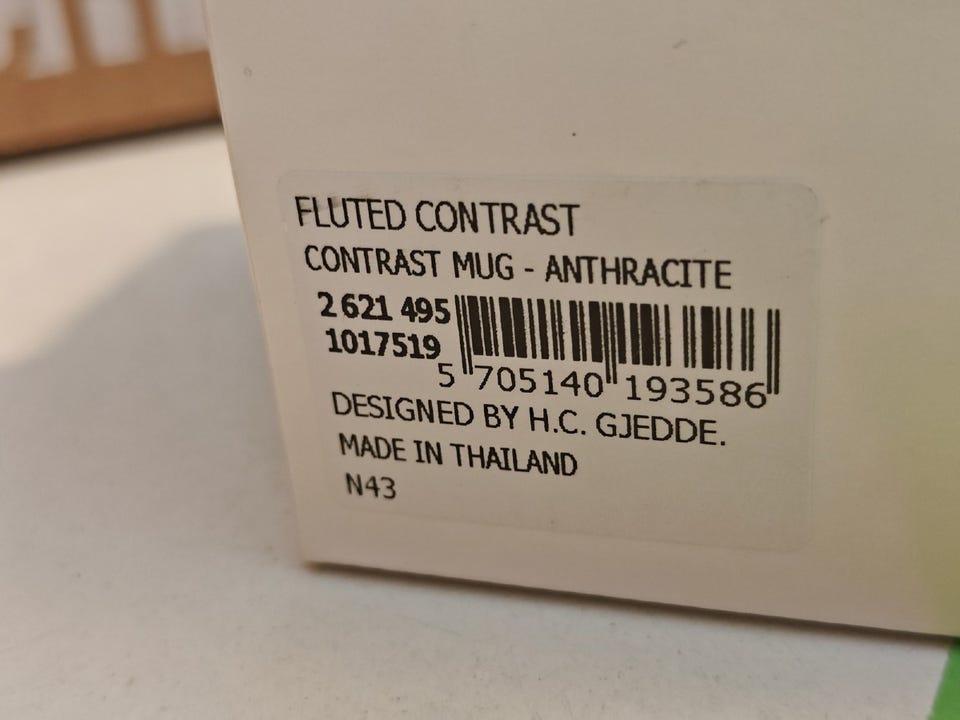 FLUTED CONTRAST
CONTRAST MUG - ANTHRACITE
2 621 495
1017519
5 705140 193586
DESIGNED BY H.C. GJEDDE.
MADE IN THAILAND
N43